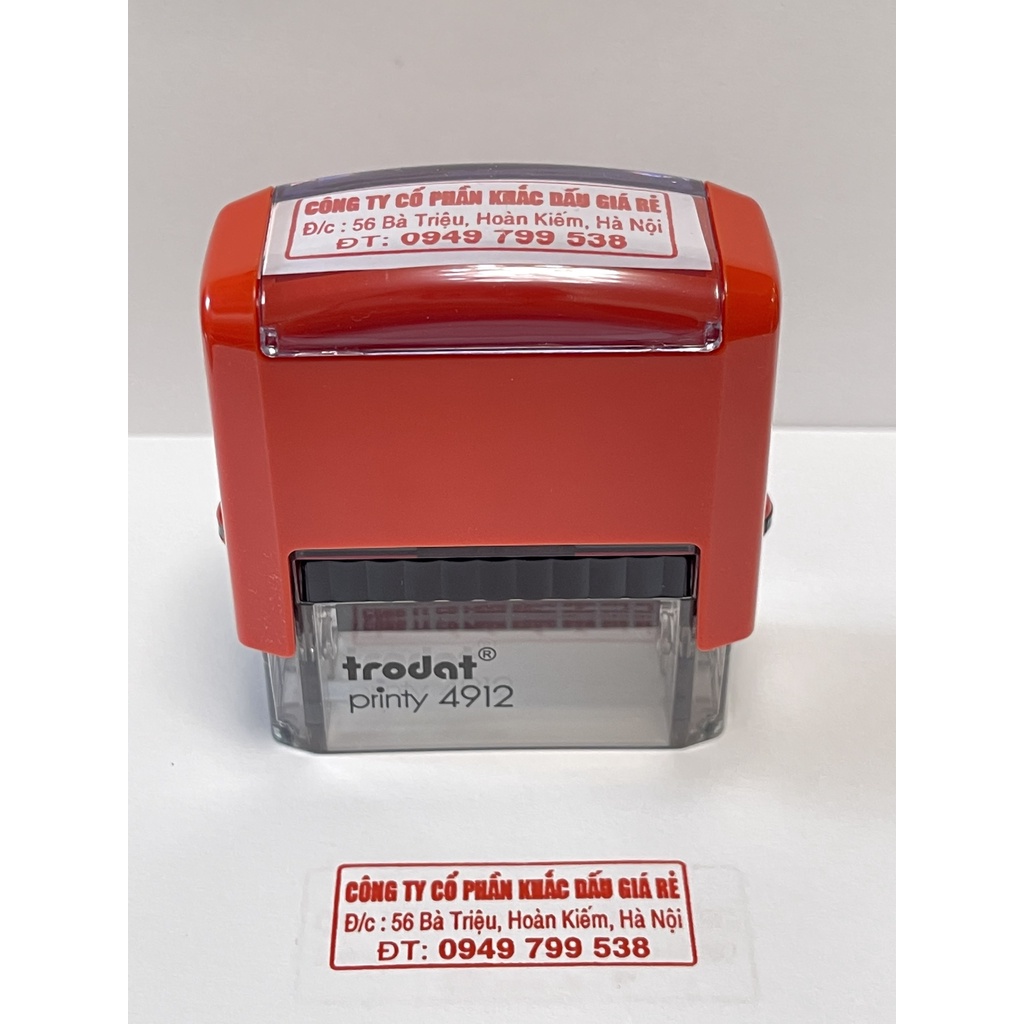 CÔNG TY CỔ PHẦN KHẮC DẤU GIÁ RẺ
Đ/c : 56 Bà Triệu, Hoàn Kiếm, Hà Nội
ĐT: 0949 799 538
trodat®
printy 4912
CÔNG TY CỔ PHẦN KHẮC DẤU GIÁ RẺ
Đ/c : 56 Bà Triệu, Hoàn Kiếm, Hà Nội
ĐT: 0949 799 538